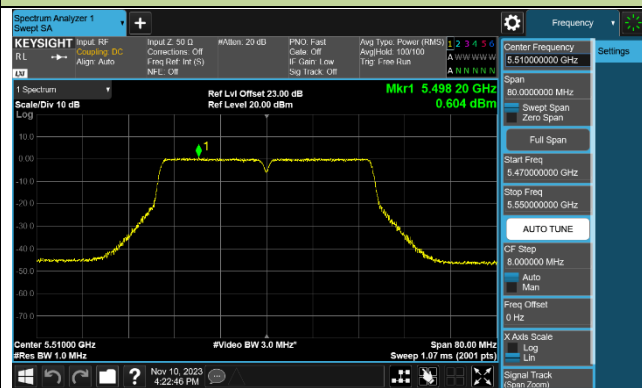 Spectrum Analyzer 1
Swept SA
Frequency
KEYSIGHT
Input: RF
Input Z: 50 Ω
#Atten: 20 dB
PNO: Fast
Avg Type: Power (RMS)
1 2 3 4 5 6
RL
Coupling: DC
Corrections: Off
Gate: Off
Avg|Hold: 100/100
A W W W W W
Align: Auto
Freq Ref: Int (S)
IF Gain: Low
Trig: Free Run
LXI
NFE: Off
Sig Track: Off
A N N N N N
1 Spectrum
Scale/Div 10 dB
Ref Lvl Offset 23.00 dB
Ref Level 20.00 dBm
Mkr1 5.498 20 GHz
0.604 dBm
Log
10.0
0.00
-10.0
-20.0
-30.0
-40.0
-50.0
-60.0
-70.0
1
Center 5.51000 GHz
#Res BW 1.0 MHz
#Video BW 3.0 MHz*
Span 80.00 MHz
Sweep 1.07 ms (2001 pts)
Nov 10, 2023
4:22:46 PM
Center Frequency
5.510000000 GHz
Settings
Span
80.0000000 MHz
Swept Span
Zero Span
Full Span
Start Freq
5.470000000 GHz
Stop Freq
5.550000000 GHz
AUTO TUNE
CF Step
8.000000 MHz
Auto
Man
Freq Offset
0 Hz
X Axis Scale
Log
Lin
Signal Track
(Span Zoom)